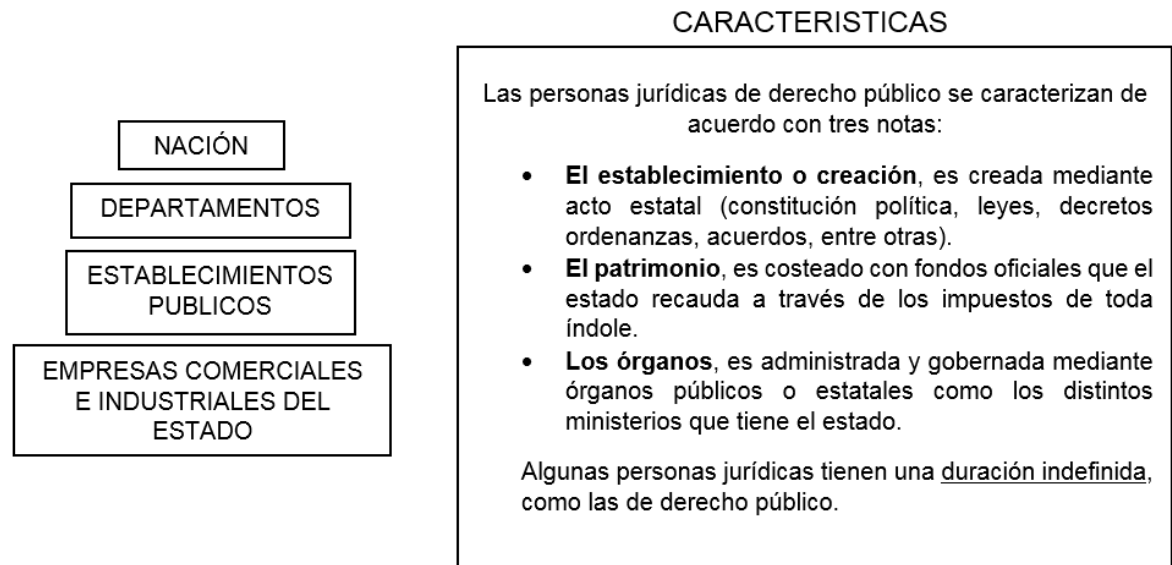 NACIÓN
DEPARTAMENTOS
ESTABLECIMIENTOS
PUBLICOS
EMPRESAS COMERCIALES
E INDUSTRIALES DEL
ESTADO
CARACTERISTICAS
Las personas jurídicas de derecho público se caracterizan de
acuerdo con tres notas:
• El establecimiento o creación, es creada mediante
acto estatal (constitución política, leyes, decretos
ordenanzas, acuerdos, entre otras).
• El patrimonio, es costeado con fondos oficiales que el
estado recauda a través de los impuestos de toda
índole.
• Los órganos, es administrada y gobernada mediante
órganos públicos o estatales como los distintos
ministerios que tiene el estado.
Algunas personas jurídicas tienen una duración indefinida,
como las de derecho público.